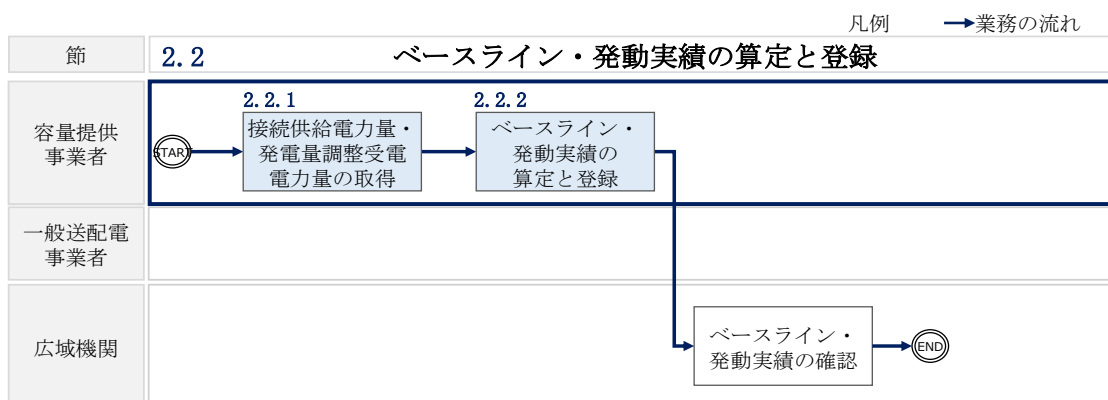 凡例 業務の流れ
節 2.2 ベースライン・発動実績の算定と登録
容量提供
事業者
START
2.2.1
接続供給電力量・
発電量調整受電
電力量の取得
2.2.2
ベースライン・
発動実績の
算定と登録
一般送配電
事業者
広域機関
ベースライン・
発動実績の確認
END